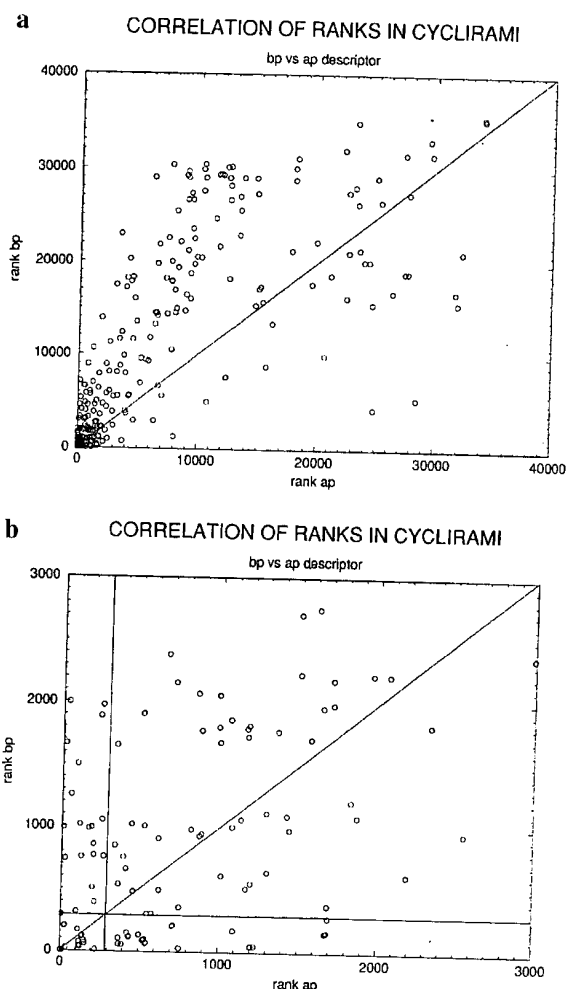 a
CORRELATION OF RANKS IN CYCLIRAMI
bp vs ap descriptor
40000
30000
20000
10000
0
rank bp
0 10000 20000 30000 40000
rank ap
b
CORRELATION OF RANKS IN CYCLIRAMI
bp vs ap descriptor
3000
2000
1000
0
rank bp
0 1000 2000 3000
rank ap